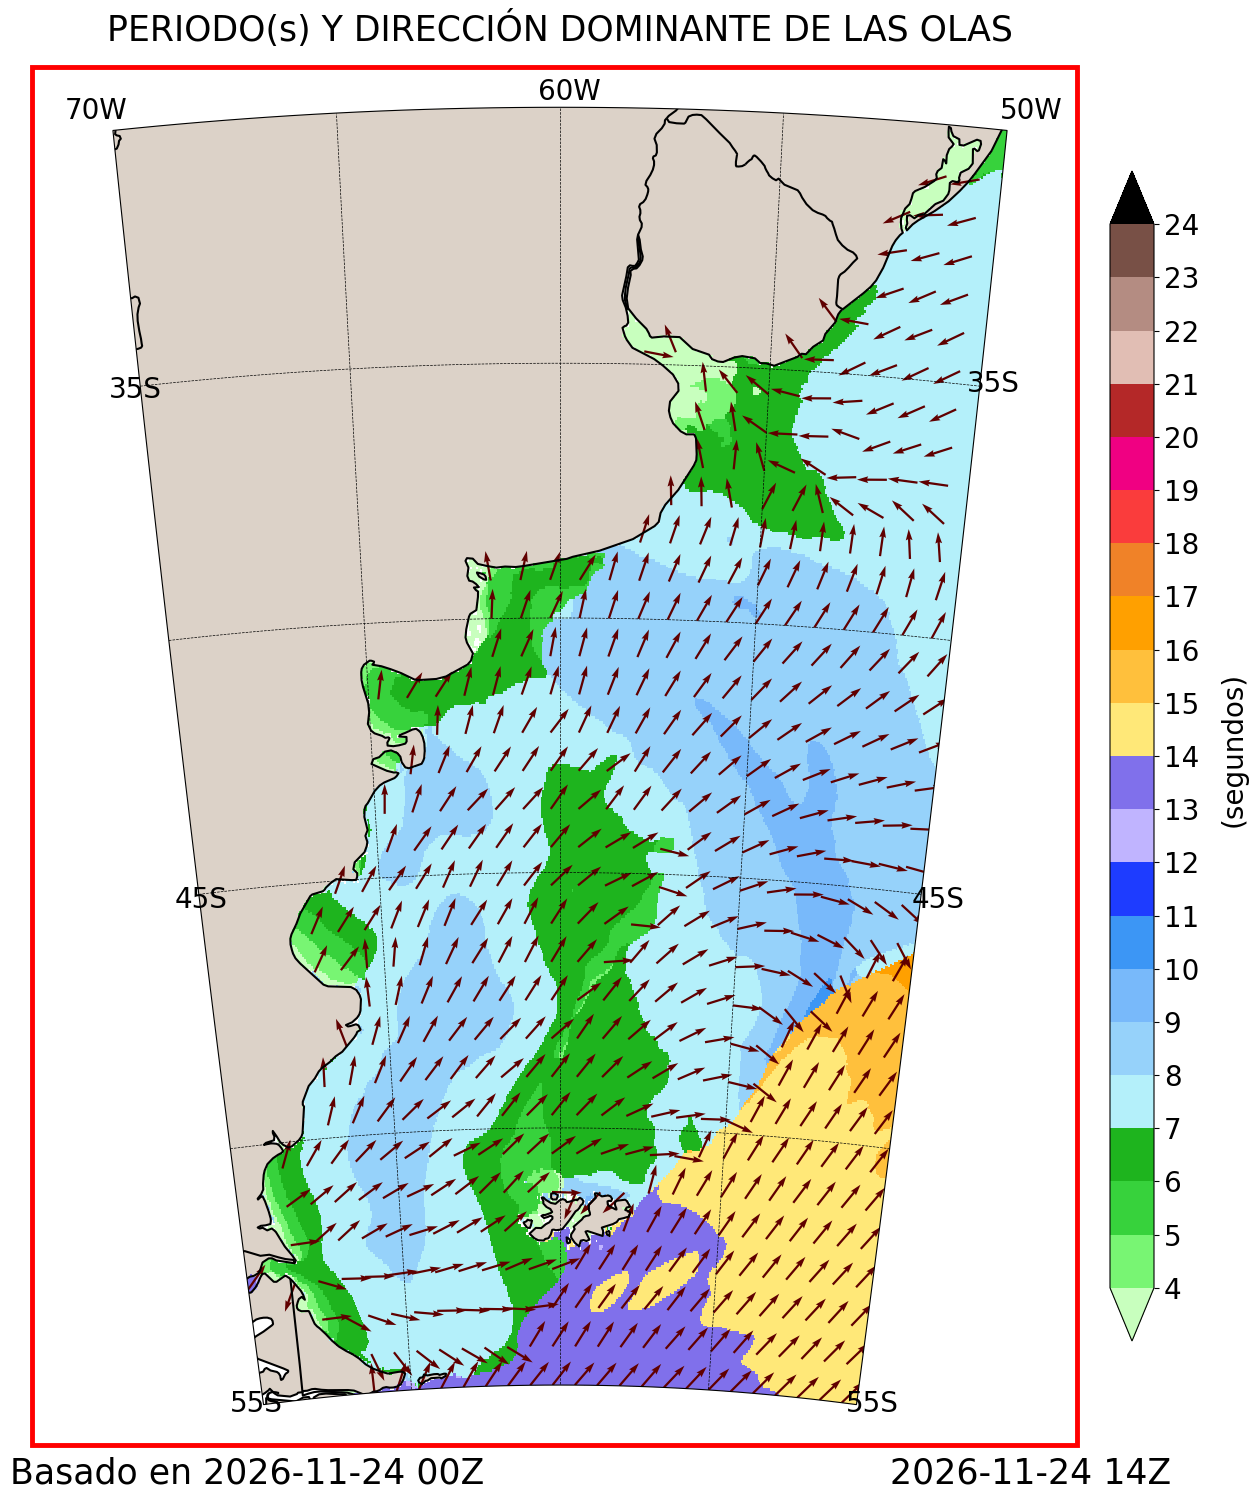 PERIODO(s) Y DIRECCIÓN DOMINANTE DE LAS OLAS
70W
60W
50W
35S
35S
45S
45S
55S
55S
24
23
22
21
20
19
18
17
16
15
14
13
12
11
10
9
8
7
6
5
4
(segundos)
Basado en 2026-11-24 00Z
2026-11-24 14Z